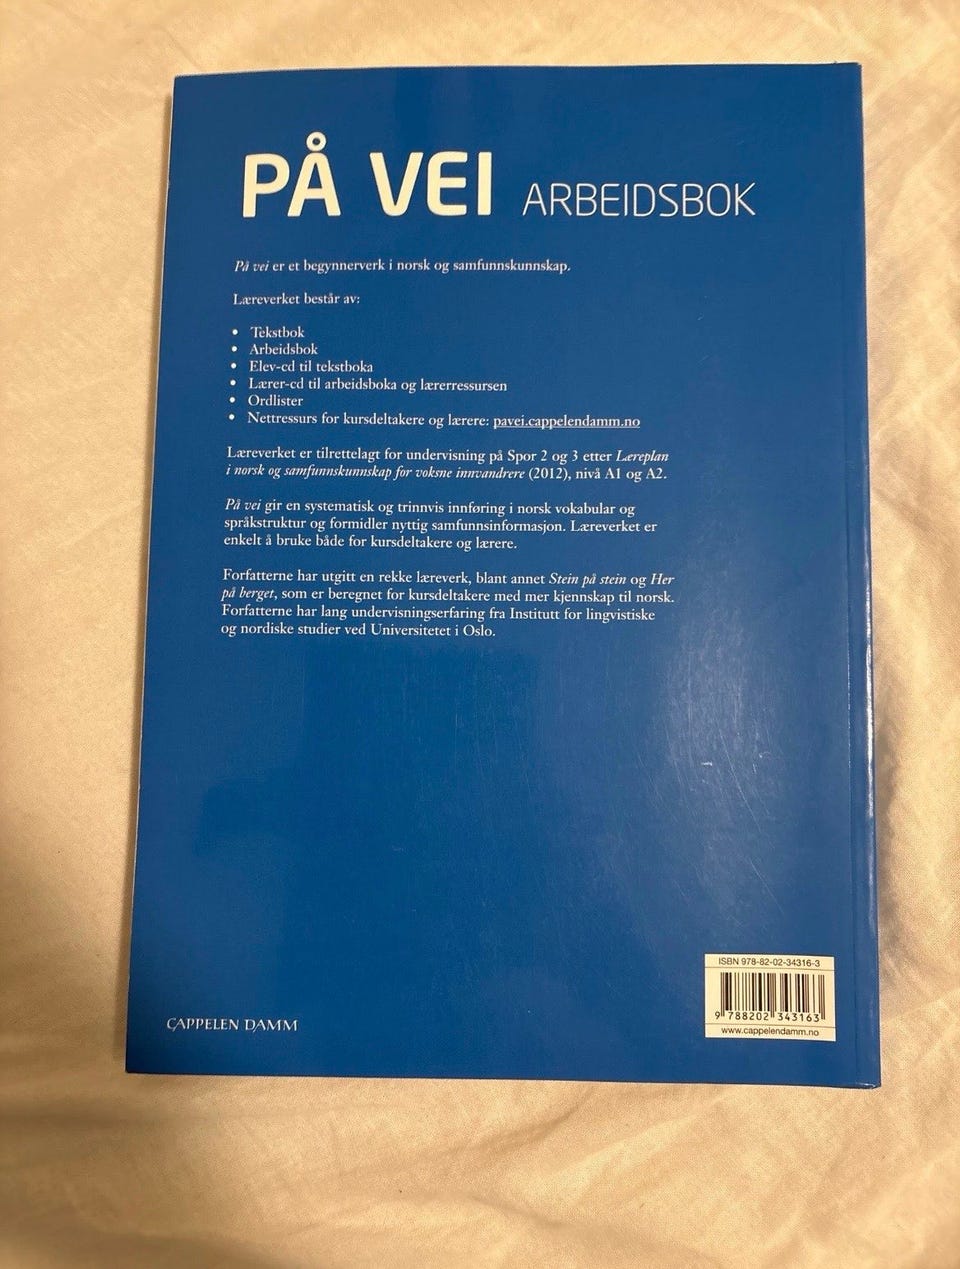 PÅ VEI ARBEIDSBOK
På vei er et begynnerverk i norsk og samfunnskunnskap.
Læreverket består av:
• Tekstbok
• Arbeidsbok
• Elev-cd til tekstboka
• Lærer-cd til arbeidsboka og lærerressursen
• Ordlister
• Nettressurs for kursdeltakere og lærere: pavei.cappelendamm.no
Læreverket er tilrettelagt for undervisning på Spor 2 og 3 etter Læreplan
i norsk og samfunnskunnskap for voksne innvandrere (2012), nivå A1 og A2.
På vei gir en systematisk og trinnvis innføring i norsk vokabular og
språkstruktur og formidler nyttig samfunnsinformasjon. Læreverket er
enkelt å bruke både for kursdeltakere og lærere.
Forfatterne har utgitt en rekke læreverk, blant annet Stein på stein og Her
på berget, som er beregnet for kursdeltakere med mer kjennskap til norsk.
Forfatterne har lang undervisningserfaring fra Institutt for lingvistiske
og nordiske studier ved Universitetet i Oslo.
ISBN 978-82-02-34316-3
9 788202 343163
www.cappelendamm.no
CAPPELEN DAMM